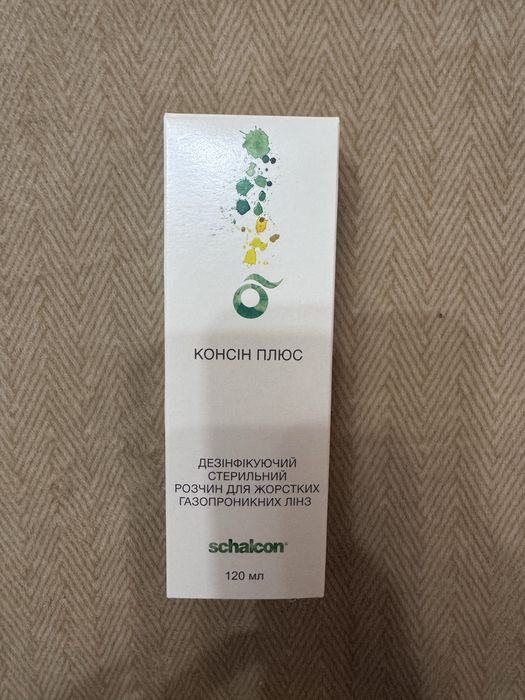 КОНСІН ПЛЮС
ДЕЗІНФІКУЮЧИЙ
СТЕРИЛЬНИЙ
РОЗЧИН ДЛЯ ЖОРСТКИХ
ГАЗОПРОНИКНИХ ЛІНЗ
schalcon®
120 мл